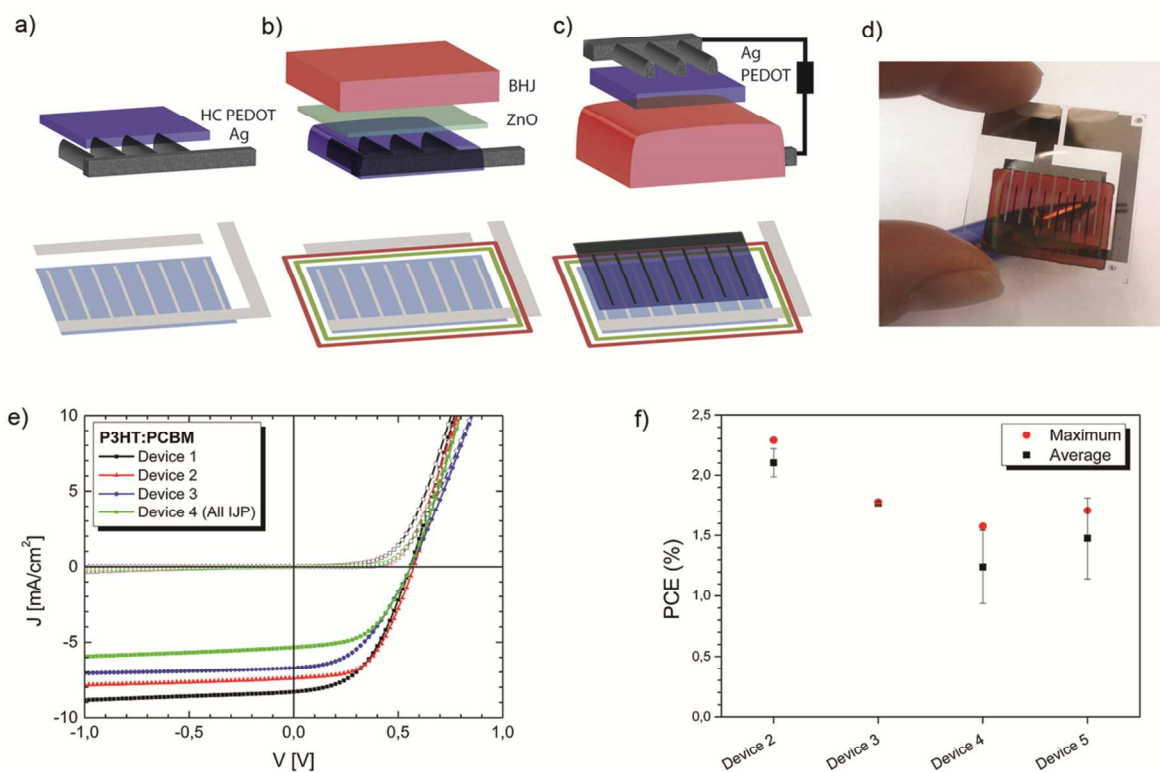 a)
b)
c)
d)
HC PEDOT
Ag
BHJ
ZnO
Ag
PEDOT
e)
P3HT:PCBM
Device 1
Device 2
Device 3
Device 4 (All IJP)
10
5
0
-5
-10
J [mA/cm²]
-1,0
-0,5
0,0
0,5
1,0
V [V]
f)
Maximum
Average
2,5
2,0
1,5
1,0
0,5
0,0
PCE (%)
Device 2
Device 3
Device 4
Device 5